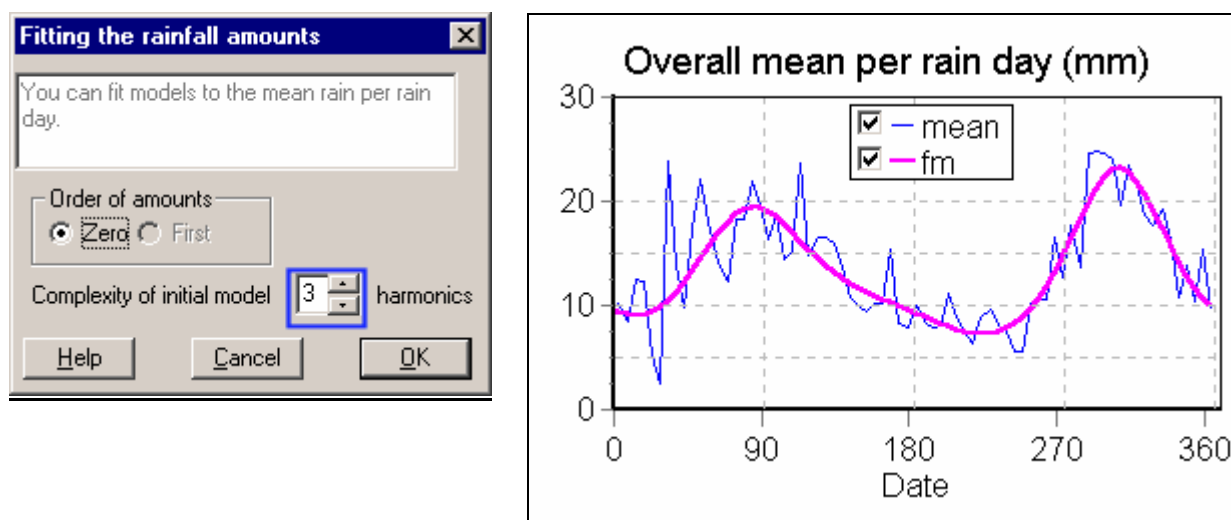 Fitting the rainfall amounts
You can fit models to the mean rain per rain
day.
Order of amounts
Zero First
Complexity of initial model 3 harmonics
Help Cancel OK
Overall mean per rain day (mm)
30
20
10
0
mean
fm
0 90 180 270 360
Date